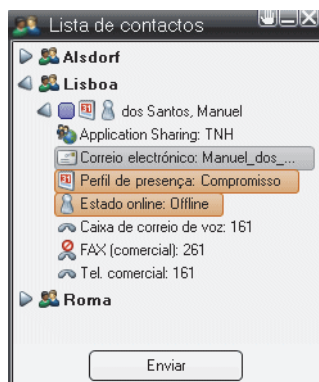 Lista de contactos
Alsdorf
Lisboa
dos Santos, Manuel
Application Sharing: TNH
Correio electrónico: Manuel_dos_...
Perfil de presença: Compromisso
Estado online: Offline
Caixa de correio de voz: 161
FAX (comercial): 261
Tel. comercial: 161
Roma
Enviar